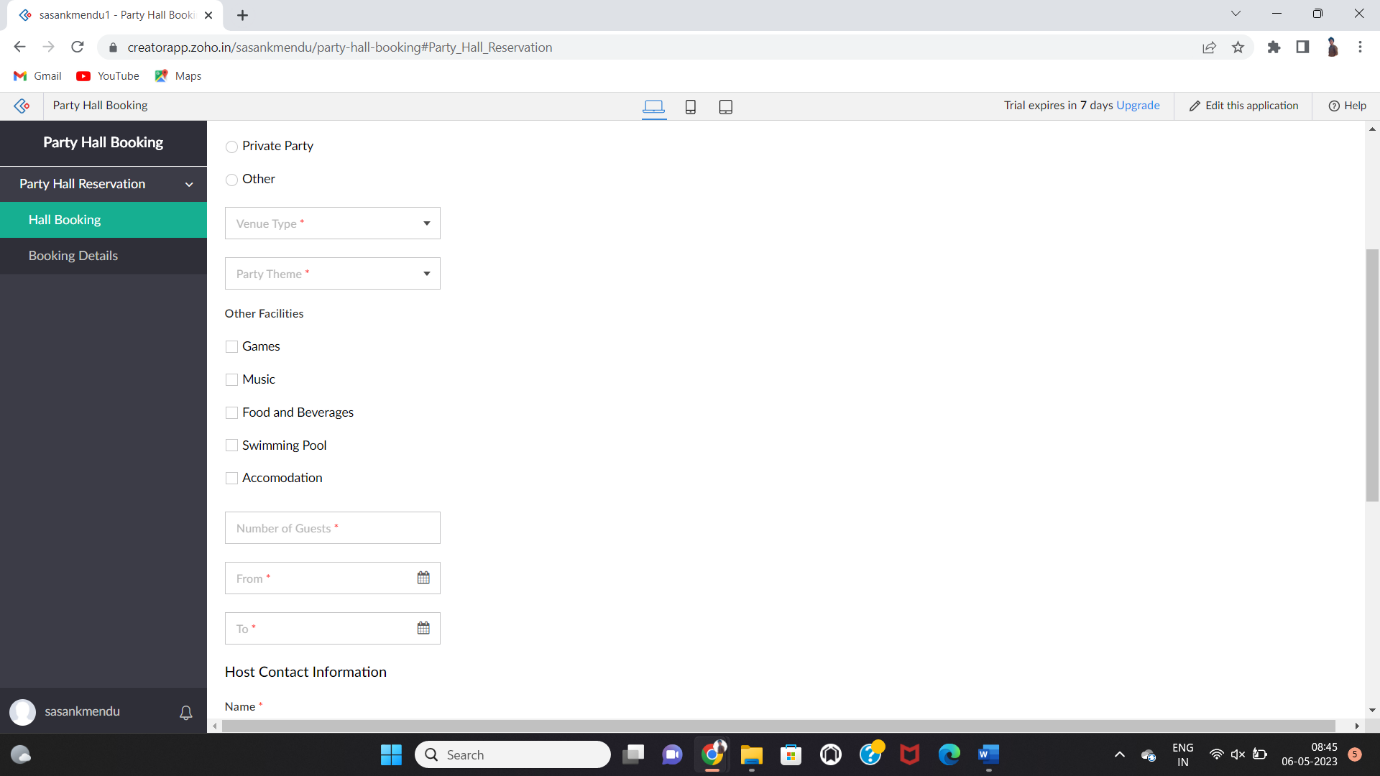 sasankmendu1 - Party Hall Booki
creatorapp.zoho.in/sasankmendu/party-hall-booking#Party_Hall_Reservation
Gmail YouTube Maps
Party Hall Booking Trial expires in 7 days Upgrade Edit this application Help
Party Hall Booking
Party Hall Reservation
Hall Booking
Booking Details
Private Party
Other
Venue Type *
Party Theme *
Other Facilities
Games
Music
Food and Beverages
Swimming Pool
Accomodation
Number of Guests *
From *
To *
Host Contact Information
Name *
sasankmendu
Search
ENG
IN
08:45
06-05-2023
5